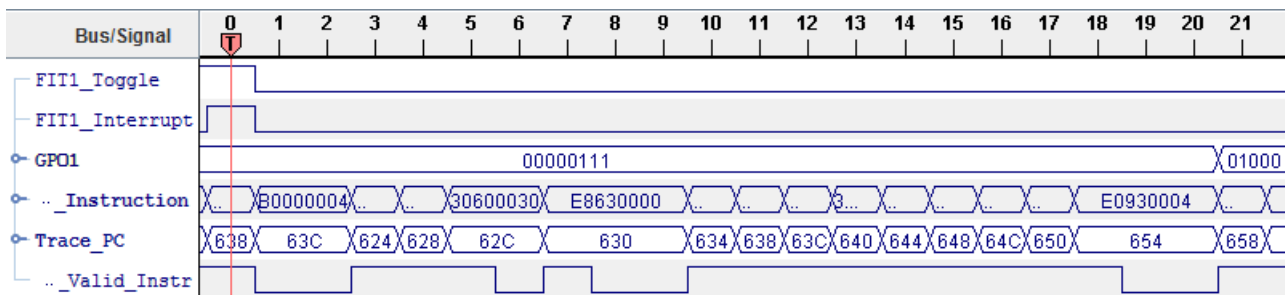 Bus/Signal 0 1 2 3 4 5 6 7 8 9 10 11 12 13 14 15 16 17 18 19 20 21
T
FIT1_Toggle
FIT1_Interrupt
GPO1 00000111 01000
.._Instruction .. B0000004 .. .. 30600030 E8630000 .. .. .. 3... .. .. .. .. E0930004 ..
Trace_PC 638 63C 624 628 62C 630 634 638 63C 640 644 648 64C 650 654 658
.._Valid_Instr